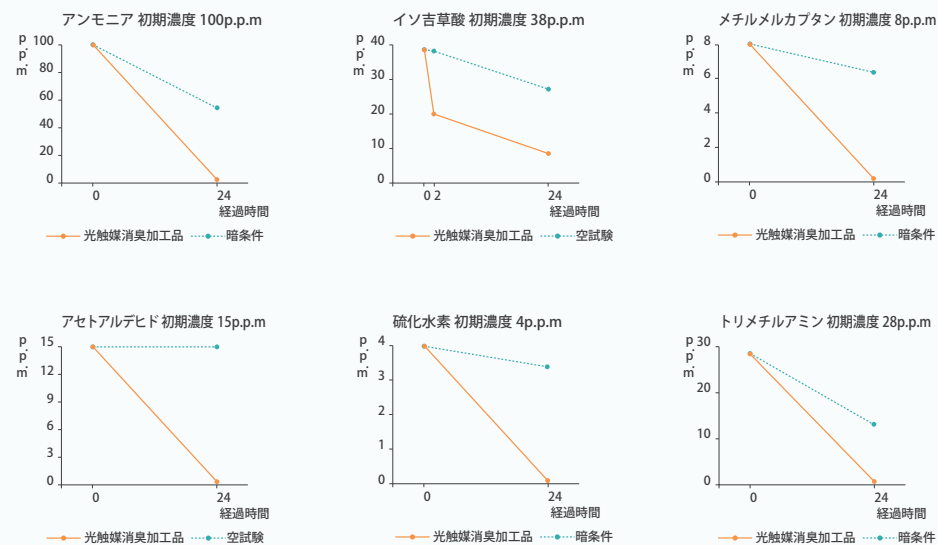 アンモニア 初期濃度 100p.p.m
p.p.m.
100
80
60
40
20
0
0 24
経過時間
光触媒消臭加工品 暗条件
イソ吉草酸 初期濃度 38p.p.m
p.p.m.
40
30
20
10
0
0 2 24
経過時間
光触媒消臭加工品 空試験
メチルメルカプタン 初期濃度 8p.p.m
p.p.m.
8
6
4
2
0
0 24
経過時間
光触媒消臭加工品 暗条件
アセトアルデヒド 初期濃度 15p.p.m
p.p.m.
15
12
9
6
3
0
0 24
経過時間
光触媒消臭加工品 空試験
硫化水素 初期濃度 4p.p.m
p.p.m.
4
3
2
1
0
0 24
経過時間
光触媒消臭加工品 暗条件
トリメチルアミン 初期濃度 28p.p.m
p.p.m.
30
20
10
0
0 24
経過時間
光触媒消臭加工品 暗条件